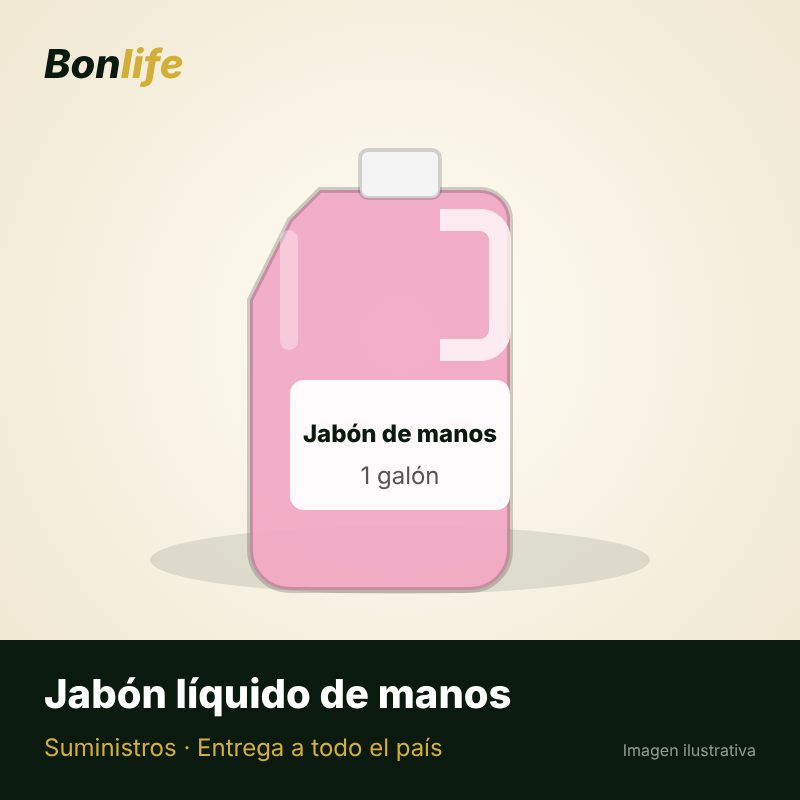 Bonlife
Jabón de manos
1 galón
Jabón líquido de manos
Suministros · Entrega a todo el país
Imagen ilustrativa